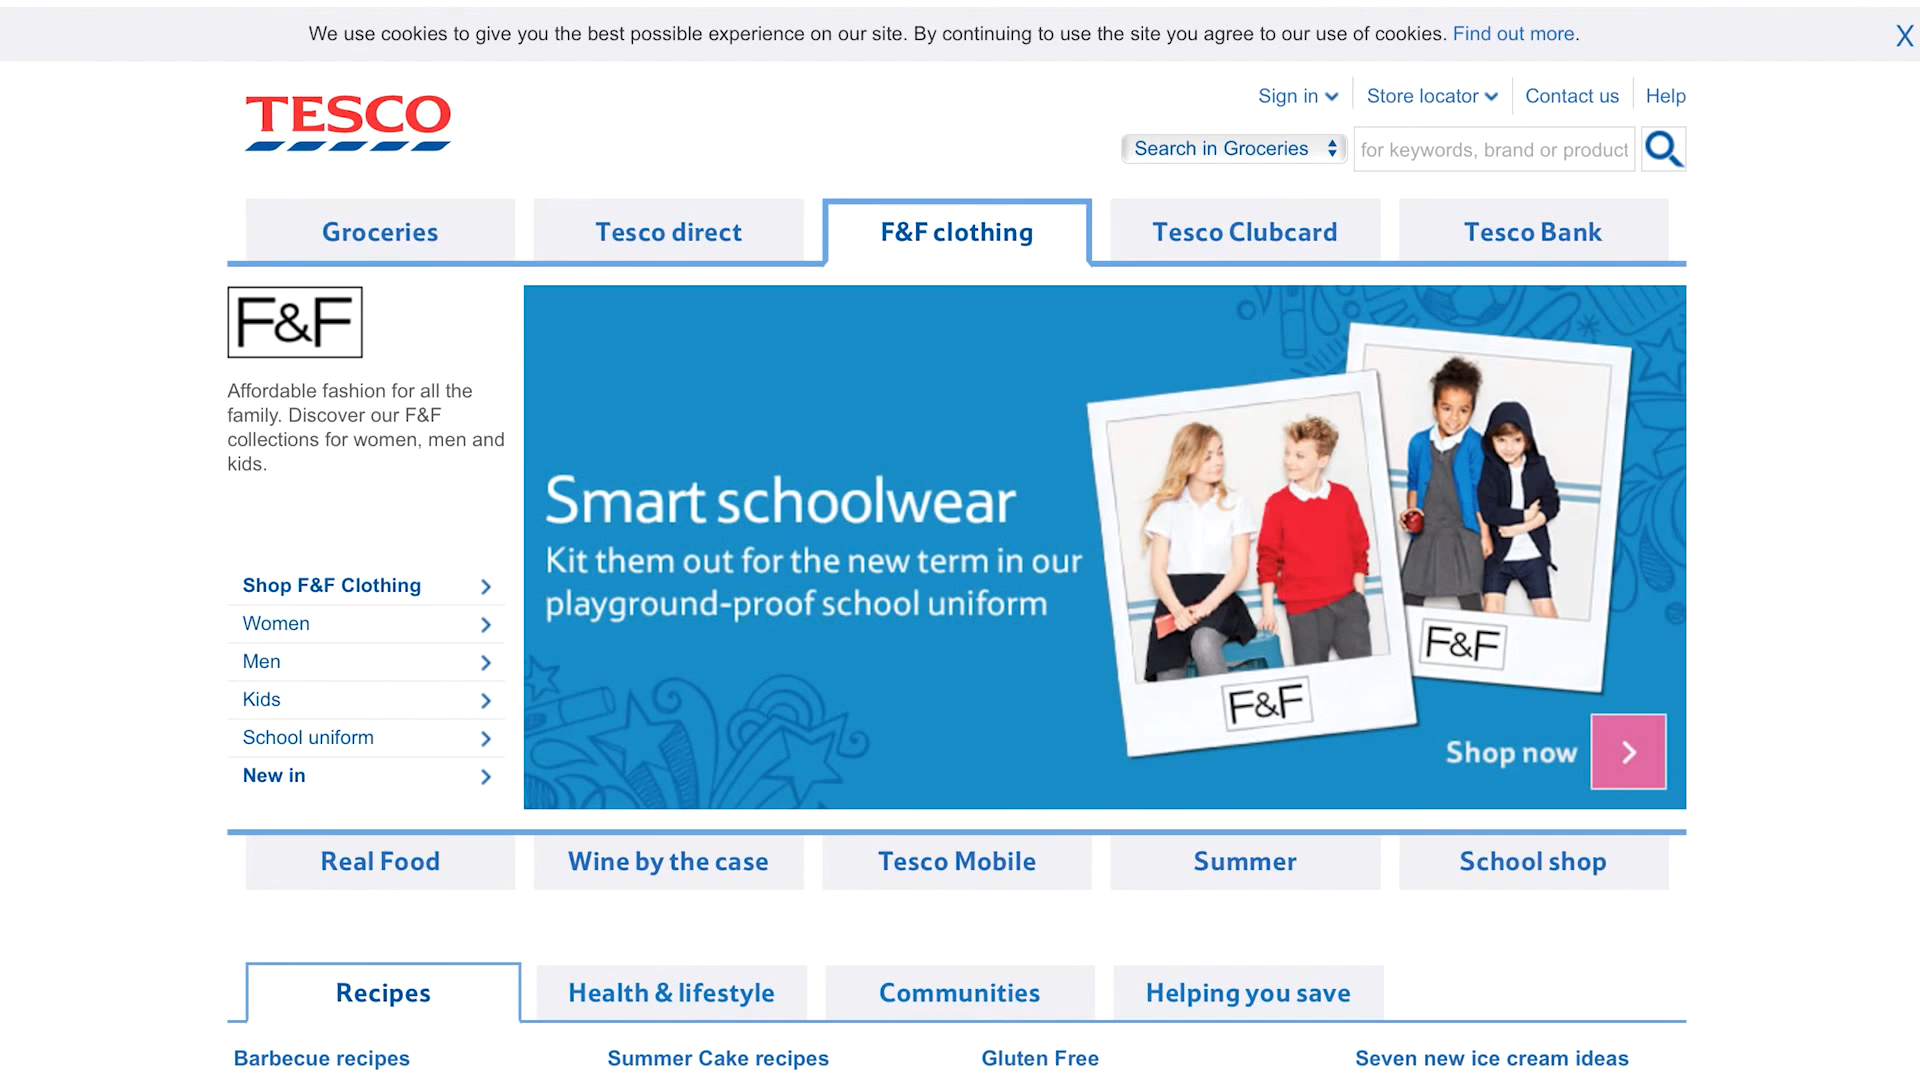 We use cookies to give you the best possible experience on our site. By continuing to use the site you agree to our use of cookies. Find out more.
X
TESCO
Sign in
Store locator
Contact us
Help
Search in Groceries
for keywords, brand or product
Groceries
Tesco direct
F&F clothing
Tesco Clubcard
Tesco Bank
F&F
Affordable fashion for all the
family. Discover our F&F
collections for women, men and
kids.
Shop F&F Clothing
Women
Men
Kids
School uniform
New in
Smart schoolwear
Kit them out for the new term in our
playground-proof school uniform
F&F
F&F
Shop now
Real Food
Wine by the case
Tesco Mobile
Summer
School shop
Recipes
Health & lifestyle
Communities
Helping you save
Barbecue recipes
Summer Cake recipes
Gluten Free
Seven new ice cream ideas